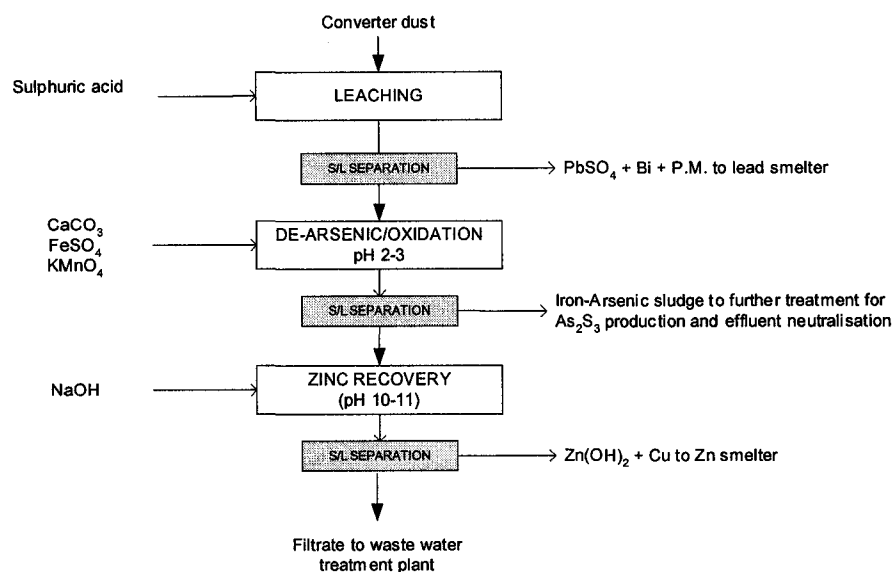 Converter dust
Sulphuric acid
LEACHING
S/L SEPARATION
PbSO4 + Bi + P.M. to lead smelter
CaCO3
FeSO4
KMnO4
DE-ARSENIC/OXIDATION
pH 2-3
S/L SEPARATION
Iron-Arsenic sludge to further treatment for
As2S3 production and effluent neutralisation
NaOH
ZINC RECOVERY
(pH 10-11)
S/L SEPARATION
Zn(OH)2 + Cu to Zn smelter
Filtrate to waste water
treatment plant